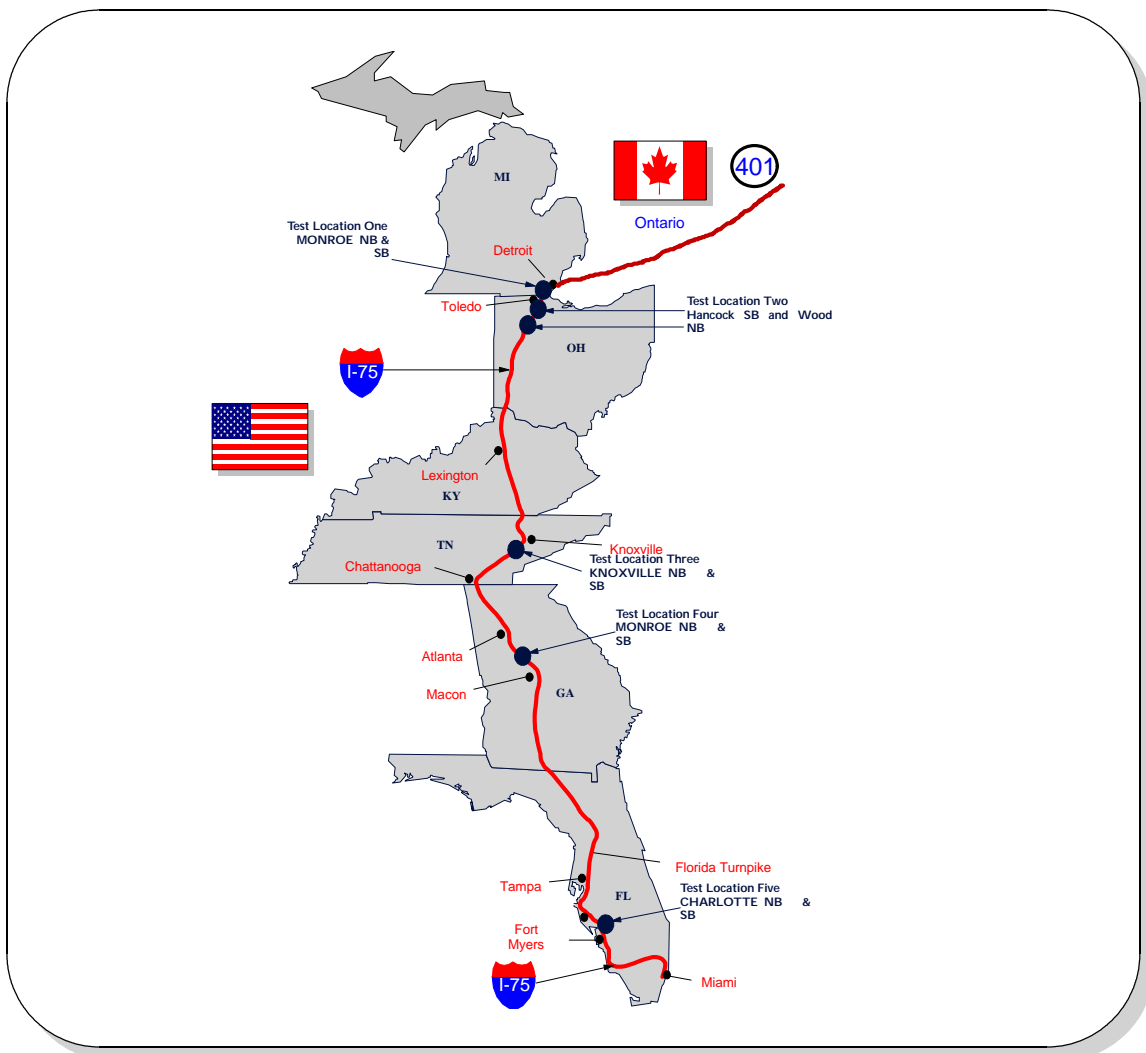 MI
401
Ontario
Test Location One
MONROE NB &
SB
Detroit
Toledo
Test Location Two
Hancock SB and Wood
NB
OH
I-75
Lexington
KY
TN
Knoxville
Test Location Three
KNOXVILLE NB &
SB
Chattanooga
Test Location Four
MONROE NB &
SB
Atlanta
Macon
GA
Florida Turnpike
Tampa
FL
Test Location Five
CHARLOTTE NB &
SB
Fort
Myers
I-75
Miami